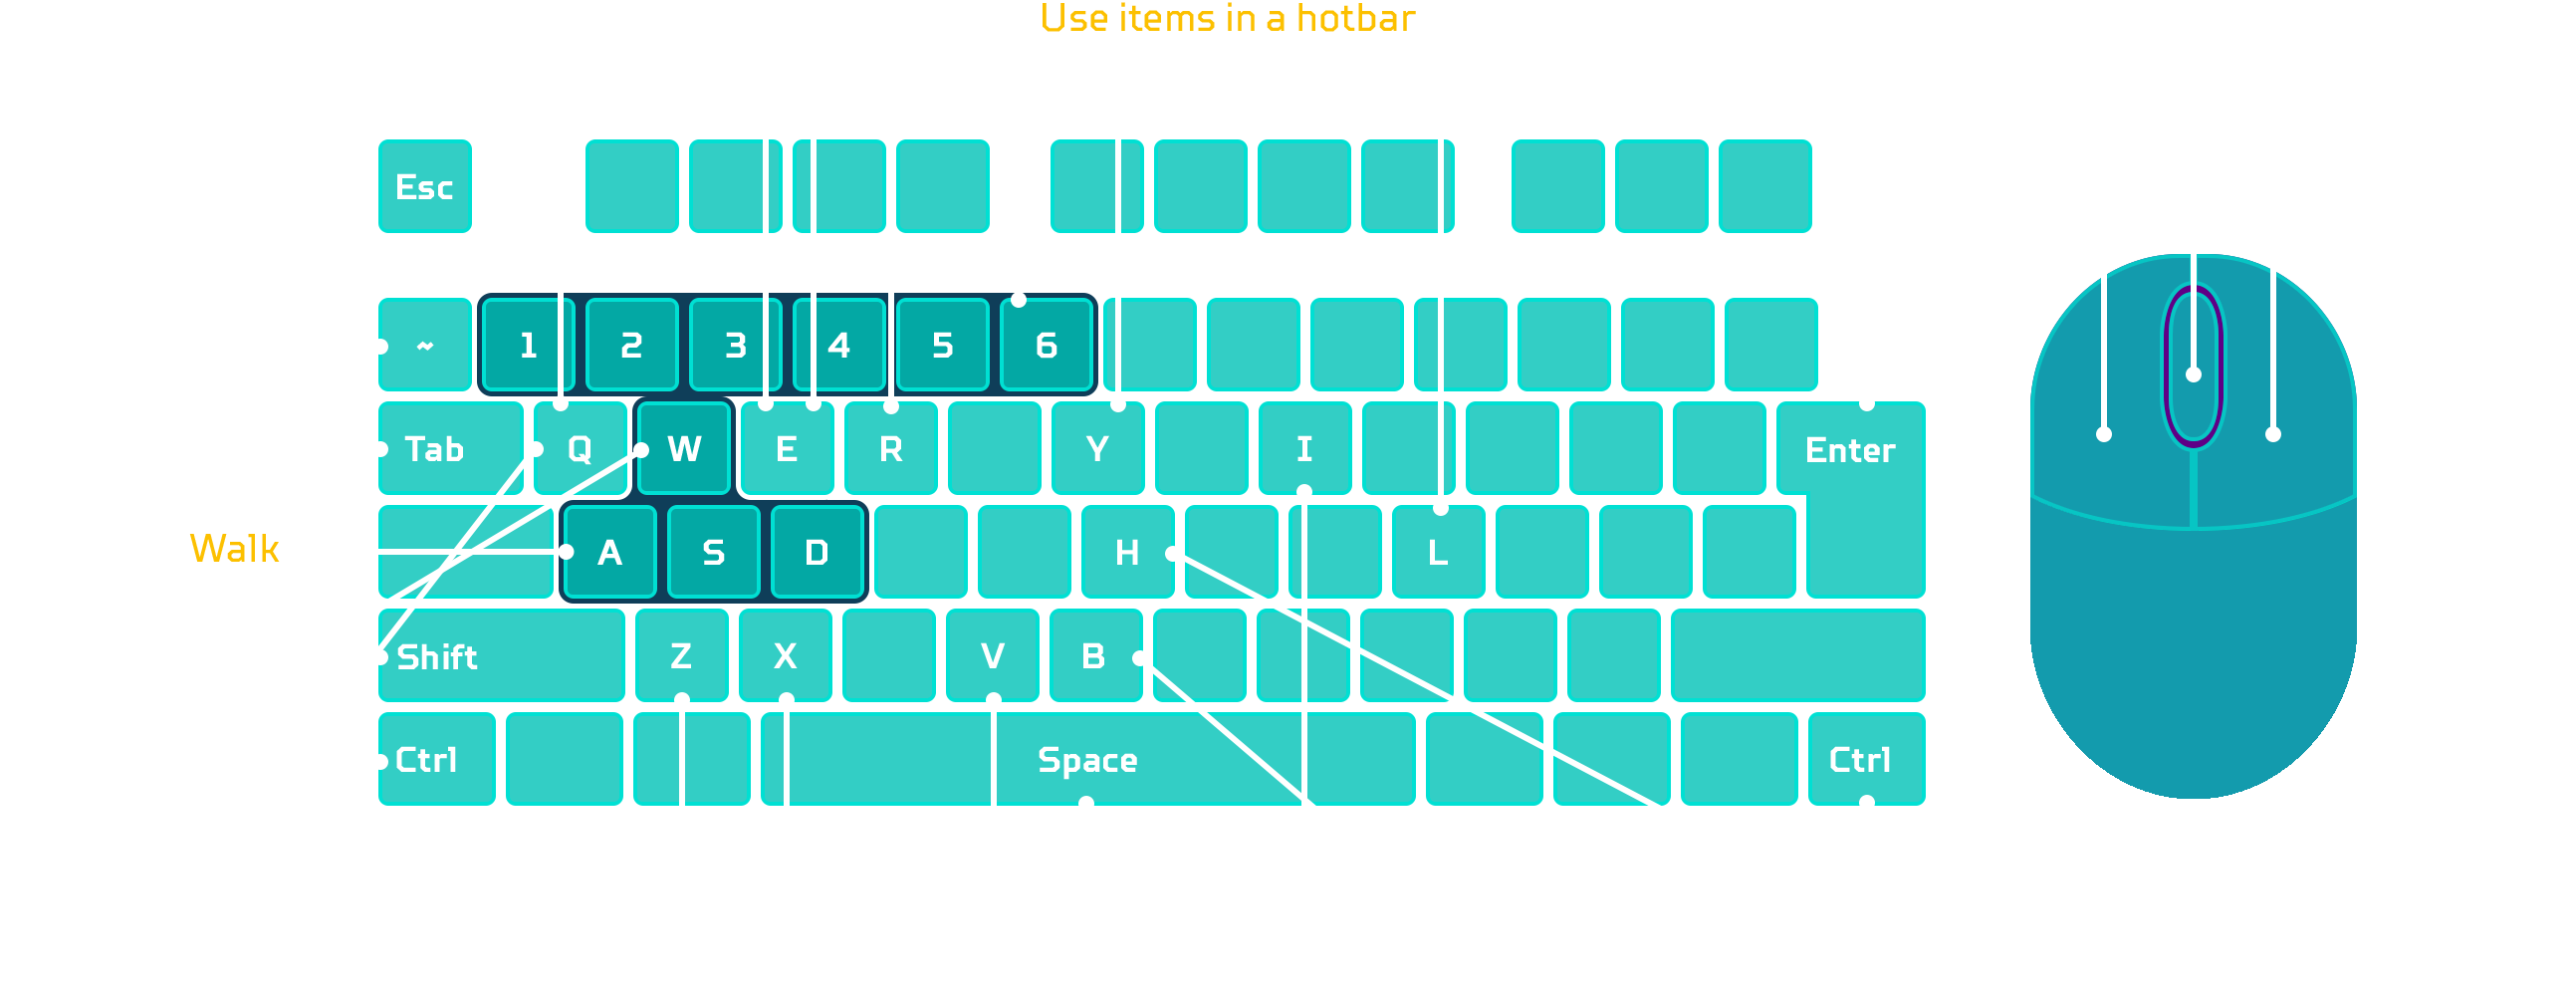 Use items in a hotbar
Esc
~ 1 2 3 4 5 6
Tab Q W E R Y I Enter
Walk
A S D H L
Shift Z X V B
Ctrl Space Ctrl